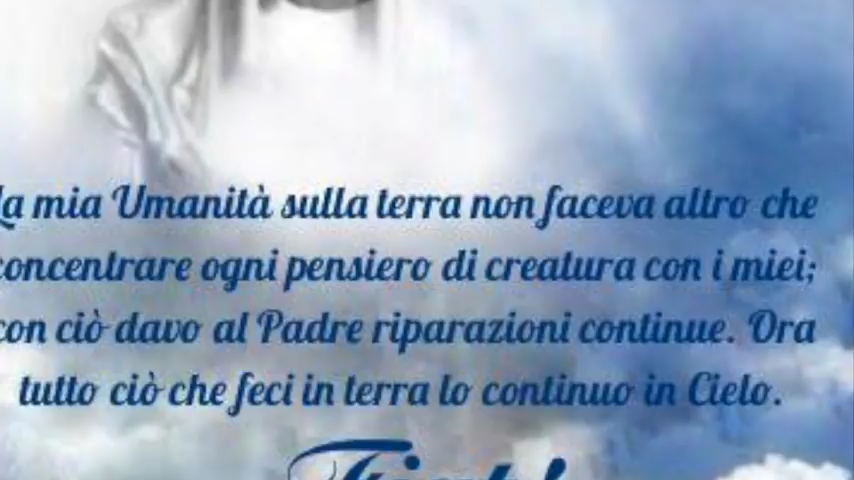 La mia Umanità sulla terra non faceva altro che
concentrare ogni pensiero di creatura con i miei;
con ciò davo al Padre riparazioni continue. Ora
tutto ciò che feci in terra lo continuo in Cielo.